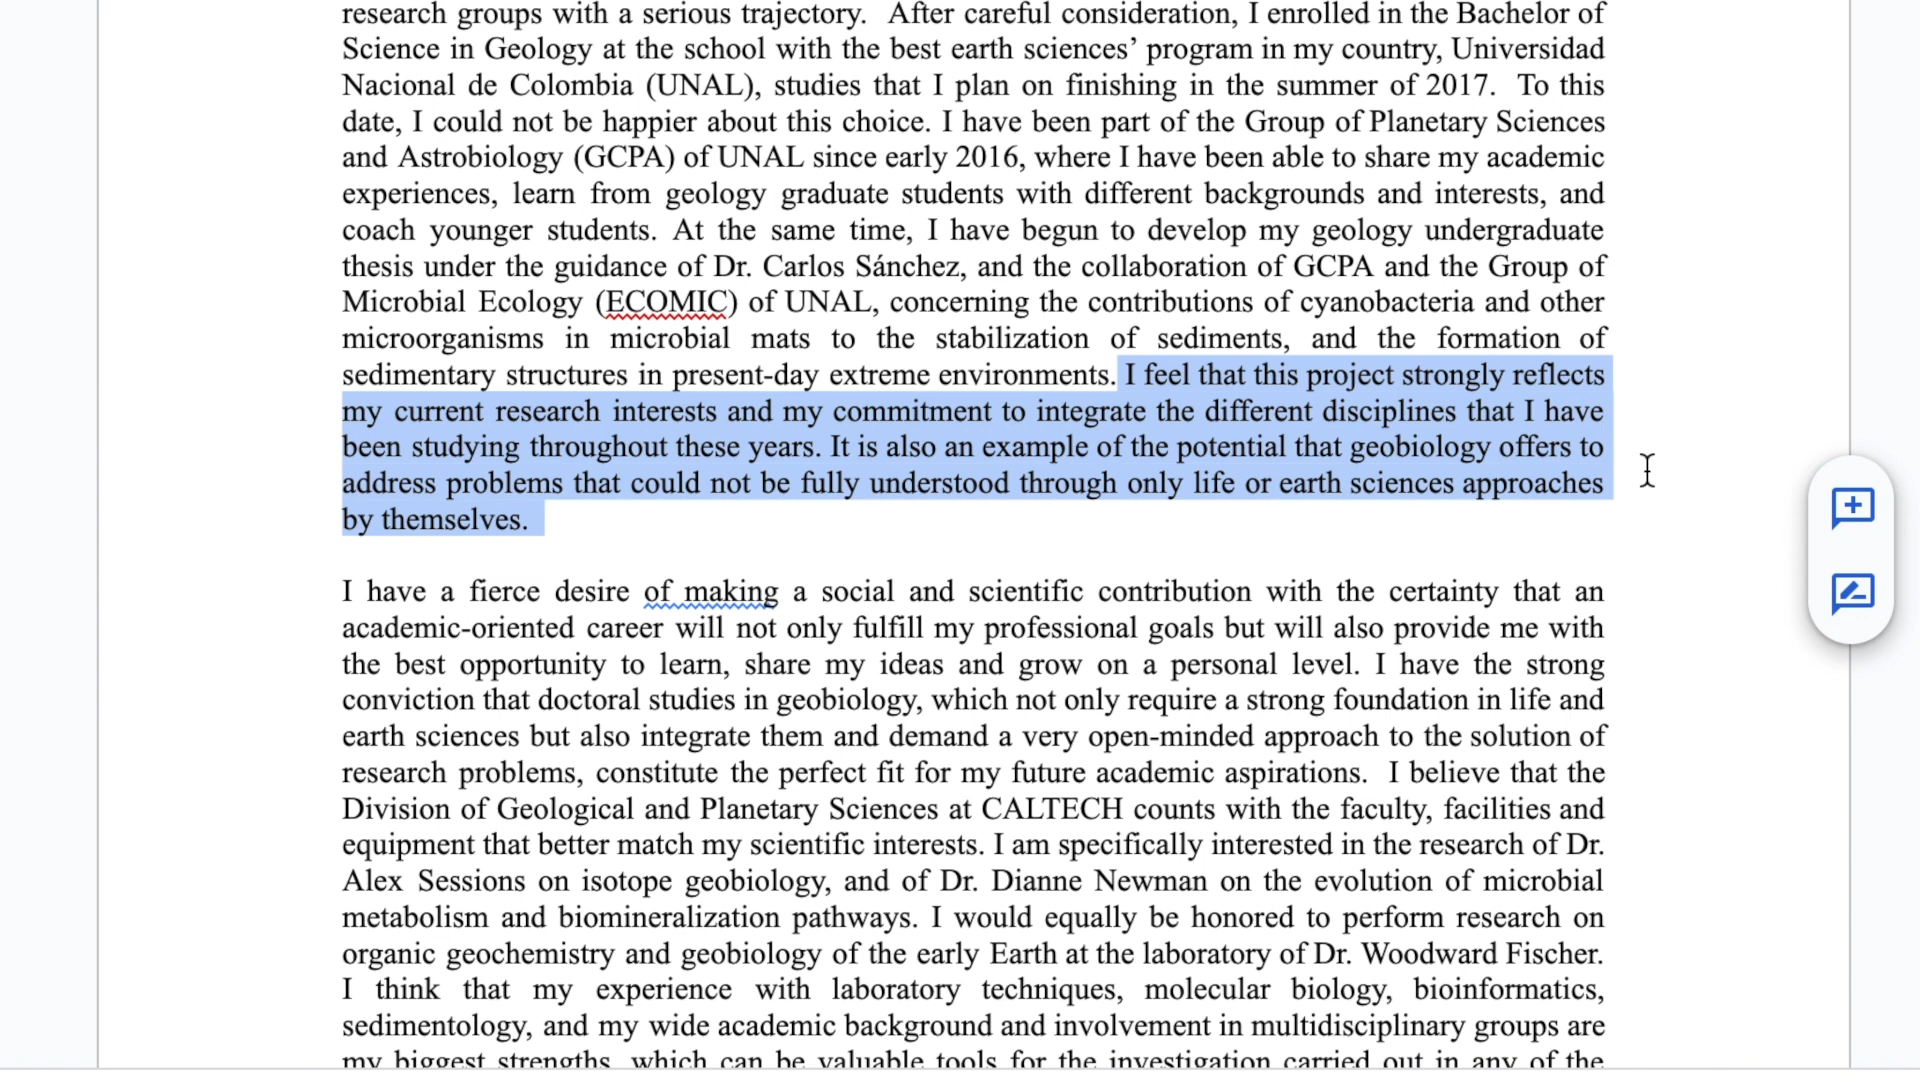 research groups with a serious trajectory.  After careful consideration, I enrolled in the Bachelor of
Science in Geology at the school with the best earth sciences’ program in my country, Universidad
Nacional de Colombia (UNAL), studies that I plan on finishing in the summer of 2017.  To this
date, I could not be happier about this choice. I have been part of the Group of Planetary Sciences
and Astrobiology (GCPA) of UNAL since early 2016, where I have been able to share my academic
experiences, learn from geology graduate students with different backgrounds and interests, and
coach younger students. At the same time, I have begun to develop my geology undergraduate
thesis under the guidance of Dr. Carlos Sánchez, and the collaboration of GCPA and the Group of
Microbial Ecology (ECOMIC) of UNAL, concerning the contributions of cyanobacteria and other
microorganisms in microbial mats to the stabilization of sediments, and the formation of
sedimentary structures in present-day extreme environments. I feel that this project strongly reflects
my current research interests and my commitment to integrate the different disciplines that I have
been studying throughout these years. It is also an example of the potential that geobiology offers to
address problems that could not be fully understood through only life or earth sciences approaches
by themselves.
I have a fierce desire of making a social and scientific contribution with the certainty that an
academic-oriented career will not only fulfill my professional goals but will also provide me with
the best opportunity to learn, share my ideas and grow on a personal level. I have the strong
conviction that doctoral studies in geobiology, which not only require a strong foundation in life and
earth sciences but also integrate them and demand a very open-minded approach to the solution of
research problems, constitute the perfect fit for my future academic aspirations.  I believe that the
Division of Geological and Planetary Sciences at CALTECH counts with the faculty, facilities and
equipment that better match my scientific interests. I am specifically interested in the research of Dr.
Alex Sessions on isotope geobiology, and of Dr. Dianne Newman on the evolution of microbial
metabolism and biomineralization pathways. I would equally be honored to perform research on
organic geochemistry and geobiology of the early Earth at the laboratory of Dr. Woodward Fischer.
I think that my experience with laboratory techniques, molecular biology, bioinformatics,
sedimentology, and my wide academic background and involvement in multidisciplinary groups are
my biggest strengths, which can be valuable tools for the investigation carried out in any of the